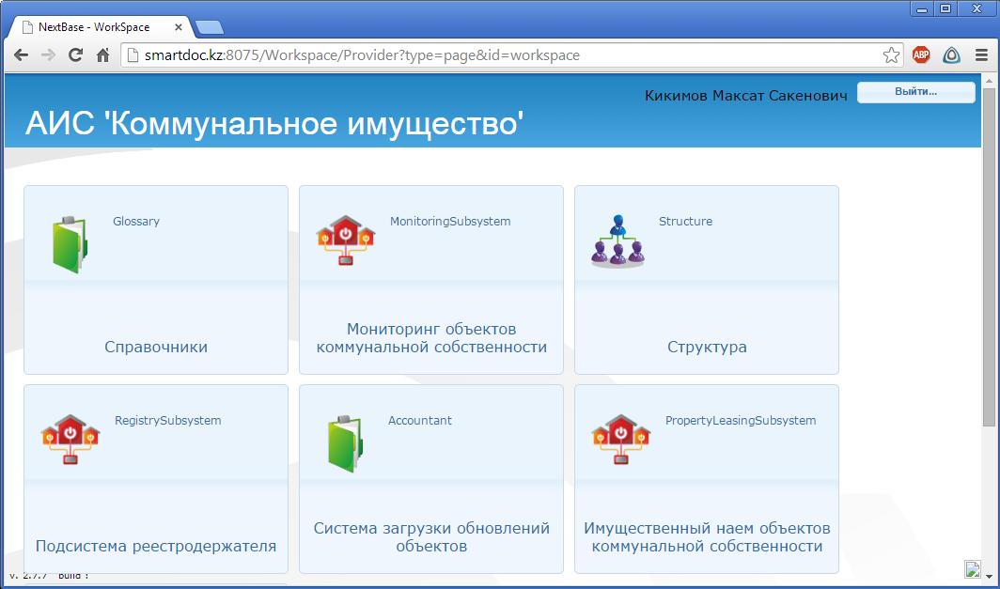 NextBase - WorkSpace
smartdoc.kz:8075/Workspace/Provider?type=page&id=workspace
ABP
Кикимов Максат Сакенович
Выйти...
АИС 'Коммунальное имущество'
Glossary
Справочники
MonitoringSubsystem
Мониторинг объектов
коммунальной собственности
Structure
Структура
RegistrySubsystem
Подсистема реестродержателя
Accountant
Система загрузки обновлений
объектов
PropertyLeasingSubsystem
Имущественный наем объектов
коммунальной собственности
v. 2.7.7 Build :